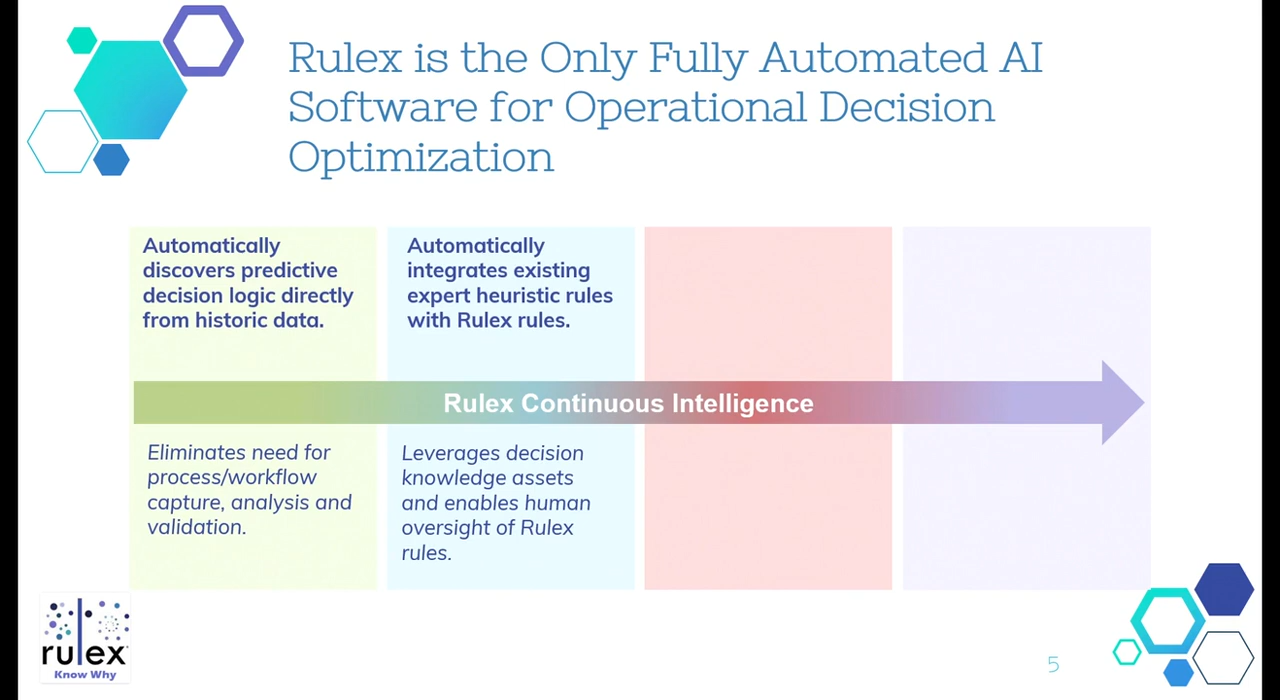 Rulex is the Only Fully Automated AI
Software for Operational Decision
Optimization
Automatically
discovers predictive
decision logic directly
from historic data.
Automatically
integrates existing
expert heuristic rules
with Rulex rules.
Rulex Continuous Intelligence
Eliminates need for
process/workflow
capture, analysis and
validation.
Leverages decision
knowledge assets
and enables human
oversight of Rulex
rules.
rulex
Know Why
5